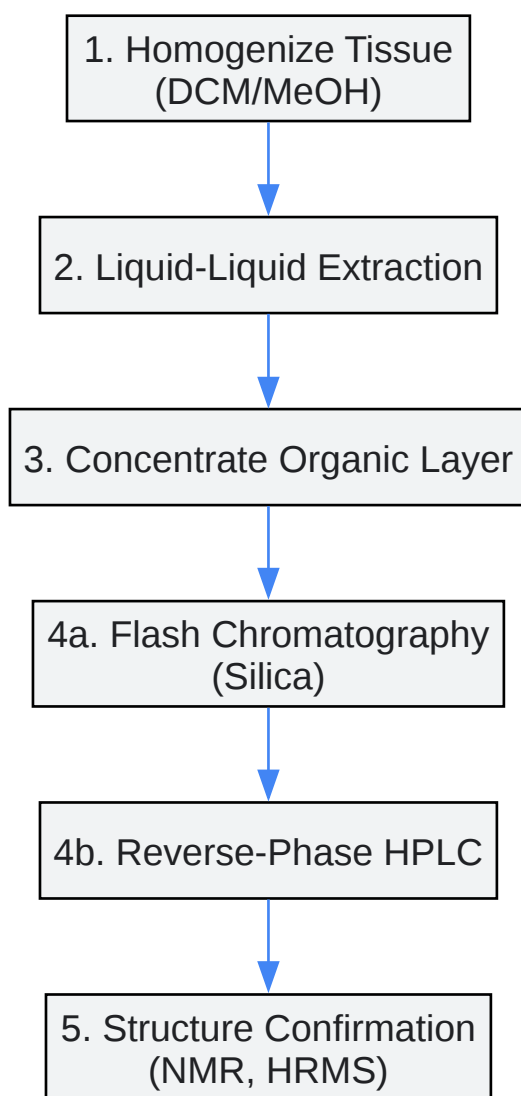 1. Homogenize Tissue
(DCM/MeOH)
2. Liquid-Liquid Extraction
3. Concentrate Organic Layer
4a. Flash Chromatography
(Silica)
4b. Reverse-Phase HPLC
5. Structure Confirmation
(NMR, HRMS)